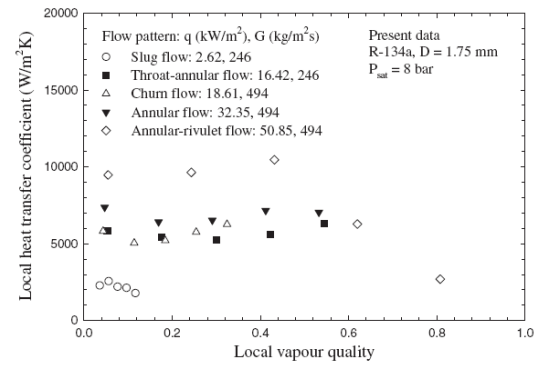 20000
15000
10000
5000
0
Local heat transfer coefficient (W/m²K)
Flow pattern: q (kW/m²), G (kg/m²s)
Slug flow: 2.62, 246
Throat-annular flow: 16.42, 246
Churn flow: 18.61, 494
Annular flow: 32.35, 494
Annular-rivulet flow: 50.85, 494
Present data
R-134a, D = 1.75 mm
P_sat = 8 bar
0.0 0.2 0.4 0.6 0.8 1.0
Local vapour quality